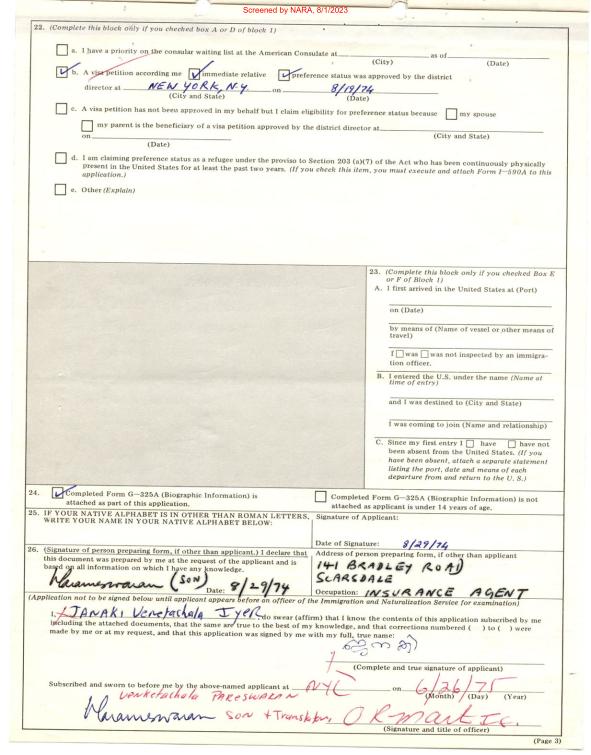 Screened by NARA, 8/1/2023
22. (Complete this block only if you checked box A or D of block 1)
a. I have a priority on the consular waiting list at the American Consulate at as of
(City) (Date)
b. A visa petition according me immediate relative preference status was approved by the district
director at NEW YORK, N.Y. on 8/19/74
(City and State) (Date)
c. A visa petition has not been approved in my behalf but I claim eligibility for preference status because my spouse
my parent is the beneficiary of a visa petition approved by the district director at
(City and State)
on
(Date)
d. I am claiming preference status as a refugee under the proviso to Section 203 (a)(7) of the Act who has been continuously physically
present in the United States for at least the past two years. (If you check this item, you must execute and attach Form I-590A to this
application.)
e. Other (Explain)
23. (Complete this block only if you checked Box E
or F of Block 1)
A. I first arrived in the United States at (Port)
on (Date)
by means of (Name of vessel or other means of
travel)
I was was not inspected by an immigra-
tion officer.
B. I entered the U.S. under the name (Name at
time of entry)
and I was destined to (City and State)
I was coming to join (Name and relationship)
C. Since my first entry I have have not
been absent from the United States. (If you
have been absent, attach a separate statement
listing the port, date and means of each
departure from and return to the U.S.)
24. Completed Form G-325A (Biographic Information) is
attached as part of this application.
Completed Form G-325A (Biographic Information) is not
attached as applicant is under 14 years of age.
25. IF YOUR NATIVE ALPHABET IS IN OTHER THAN ROMAN LETTERS,
WRITE YOUR NAME IN YOUR NATIVE ALPHABET BELOW:
Signature of Applicant:
Date of Signature: 8/29/74
26. (Signature of person preparing form, if other than applicant.) I declare that
this document was prepared by me at the request of the applicant and is
based on all information on which I have any knowledge.
Parameswaran (SON) Date: 8/29/74
Address of person preparing form, if other than applicant
141 BRADLEY ROAD
SCARSDALE
Occupation: INSURANCE AGENT
(Application not to be signed below until applicant appears before an officer of the Immigration and Naturalization Service for examination)
I, JANAKI Venetachala Iyer do swear (affirm) that I know the contents of this application subscribed by me
including the attached documents, that the same are true to the best of my knowledge, and that corrections numbered ( ) to ( ) were
made by me or at my request, and that this application was signed by me with my full, true name:
ജാനകി
(Complete and true signature of applicant)
Subscribed and sworn to before me by the above-named applicant at NYC on 6/26/75
(Month) (Day) (Year)
venketachala PARESWARAN
Parameswaran son + Translator,
(Signature and title of officer)
(Page 3)